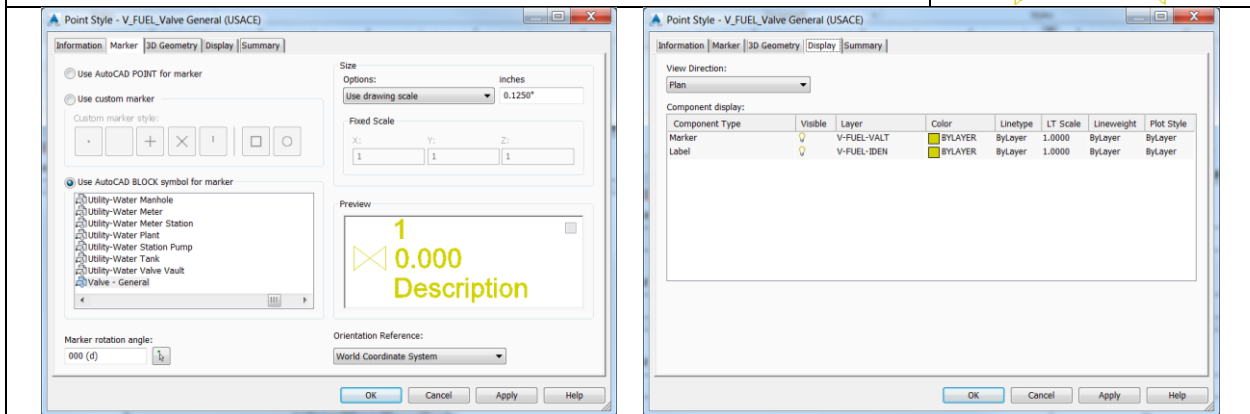 Point Style - V_FUEL_Valve General (USACE)
Information Marker 3D Geometry Display Summary
Use AutoCAD POINT for marker
Use custom marker
Custom marker style:
Use AutoCAD BLOCK symbol for marker
Utility-Water Manhole
Utility-Water Meter
Utility-Water Meter Station
Utility-Water Plant
Utility-Water Station Pump
Utility-Water Tank
Utility-Water Valve Vault
Valve - General
Marker rotation angle:
000 (d)
Size
Options: inches
Use drawing scale 0.1250"
Fixed Scale
X: Y: Z:
1 1 1
Preview
1
0.000
Description
Orientation Reference:
World Coordinate System
OK Cancel Apply Help
Point Style - V_FUEL_Valve General (USACE)
Information Marker 3D Geometry Display Summary
View Direction:
Plan
Component display:
Component Type Visible Layer Color Linetype LT Scale Lineweight Plot Style
Marker V-FUEL-VALT BYLAYER ByLayer 1.0000 ByLayer ByLayer
Label V-FUEL-IDEN BYLAYER ByLayer 1.0000 ByLayer ByLayer
OK Cancel Apply Help